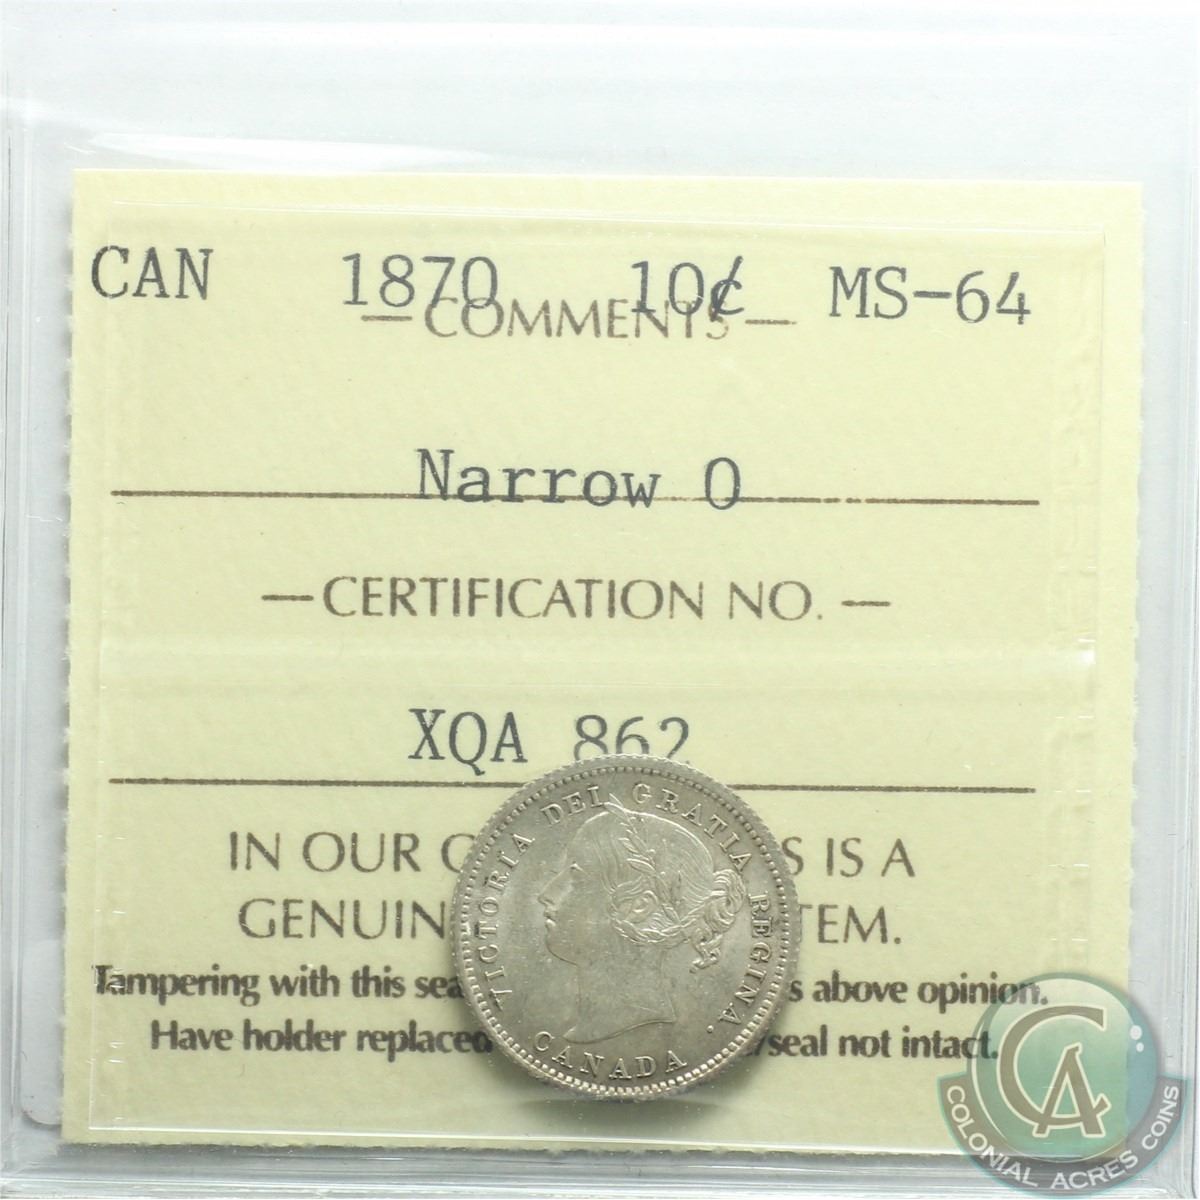 CAN 1870 10¢ MS-64
— COMMENTS —
Narrow 0
— CERTIFICATION NO. —
XQA 862
IN OUR S IS A
GENUIN TEM.
Tampering with this sea s above opinion.
Have holder replaced /seal not intact.
VICTORIA DEI GRATIA REGINA.
CANADA
CA
COLONIAL ACRES COINS